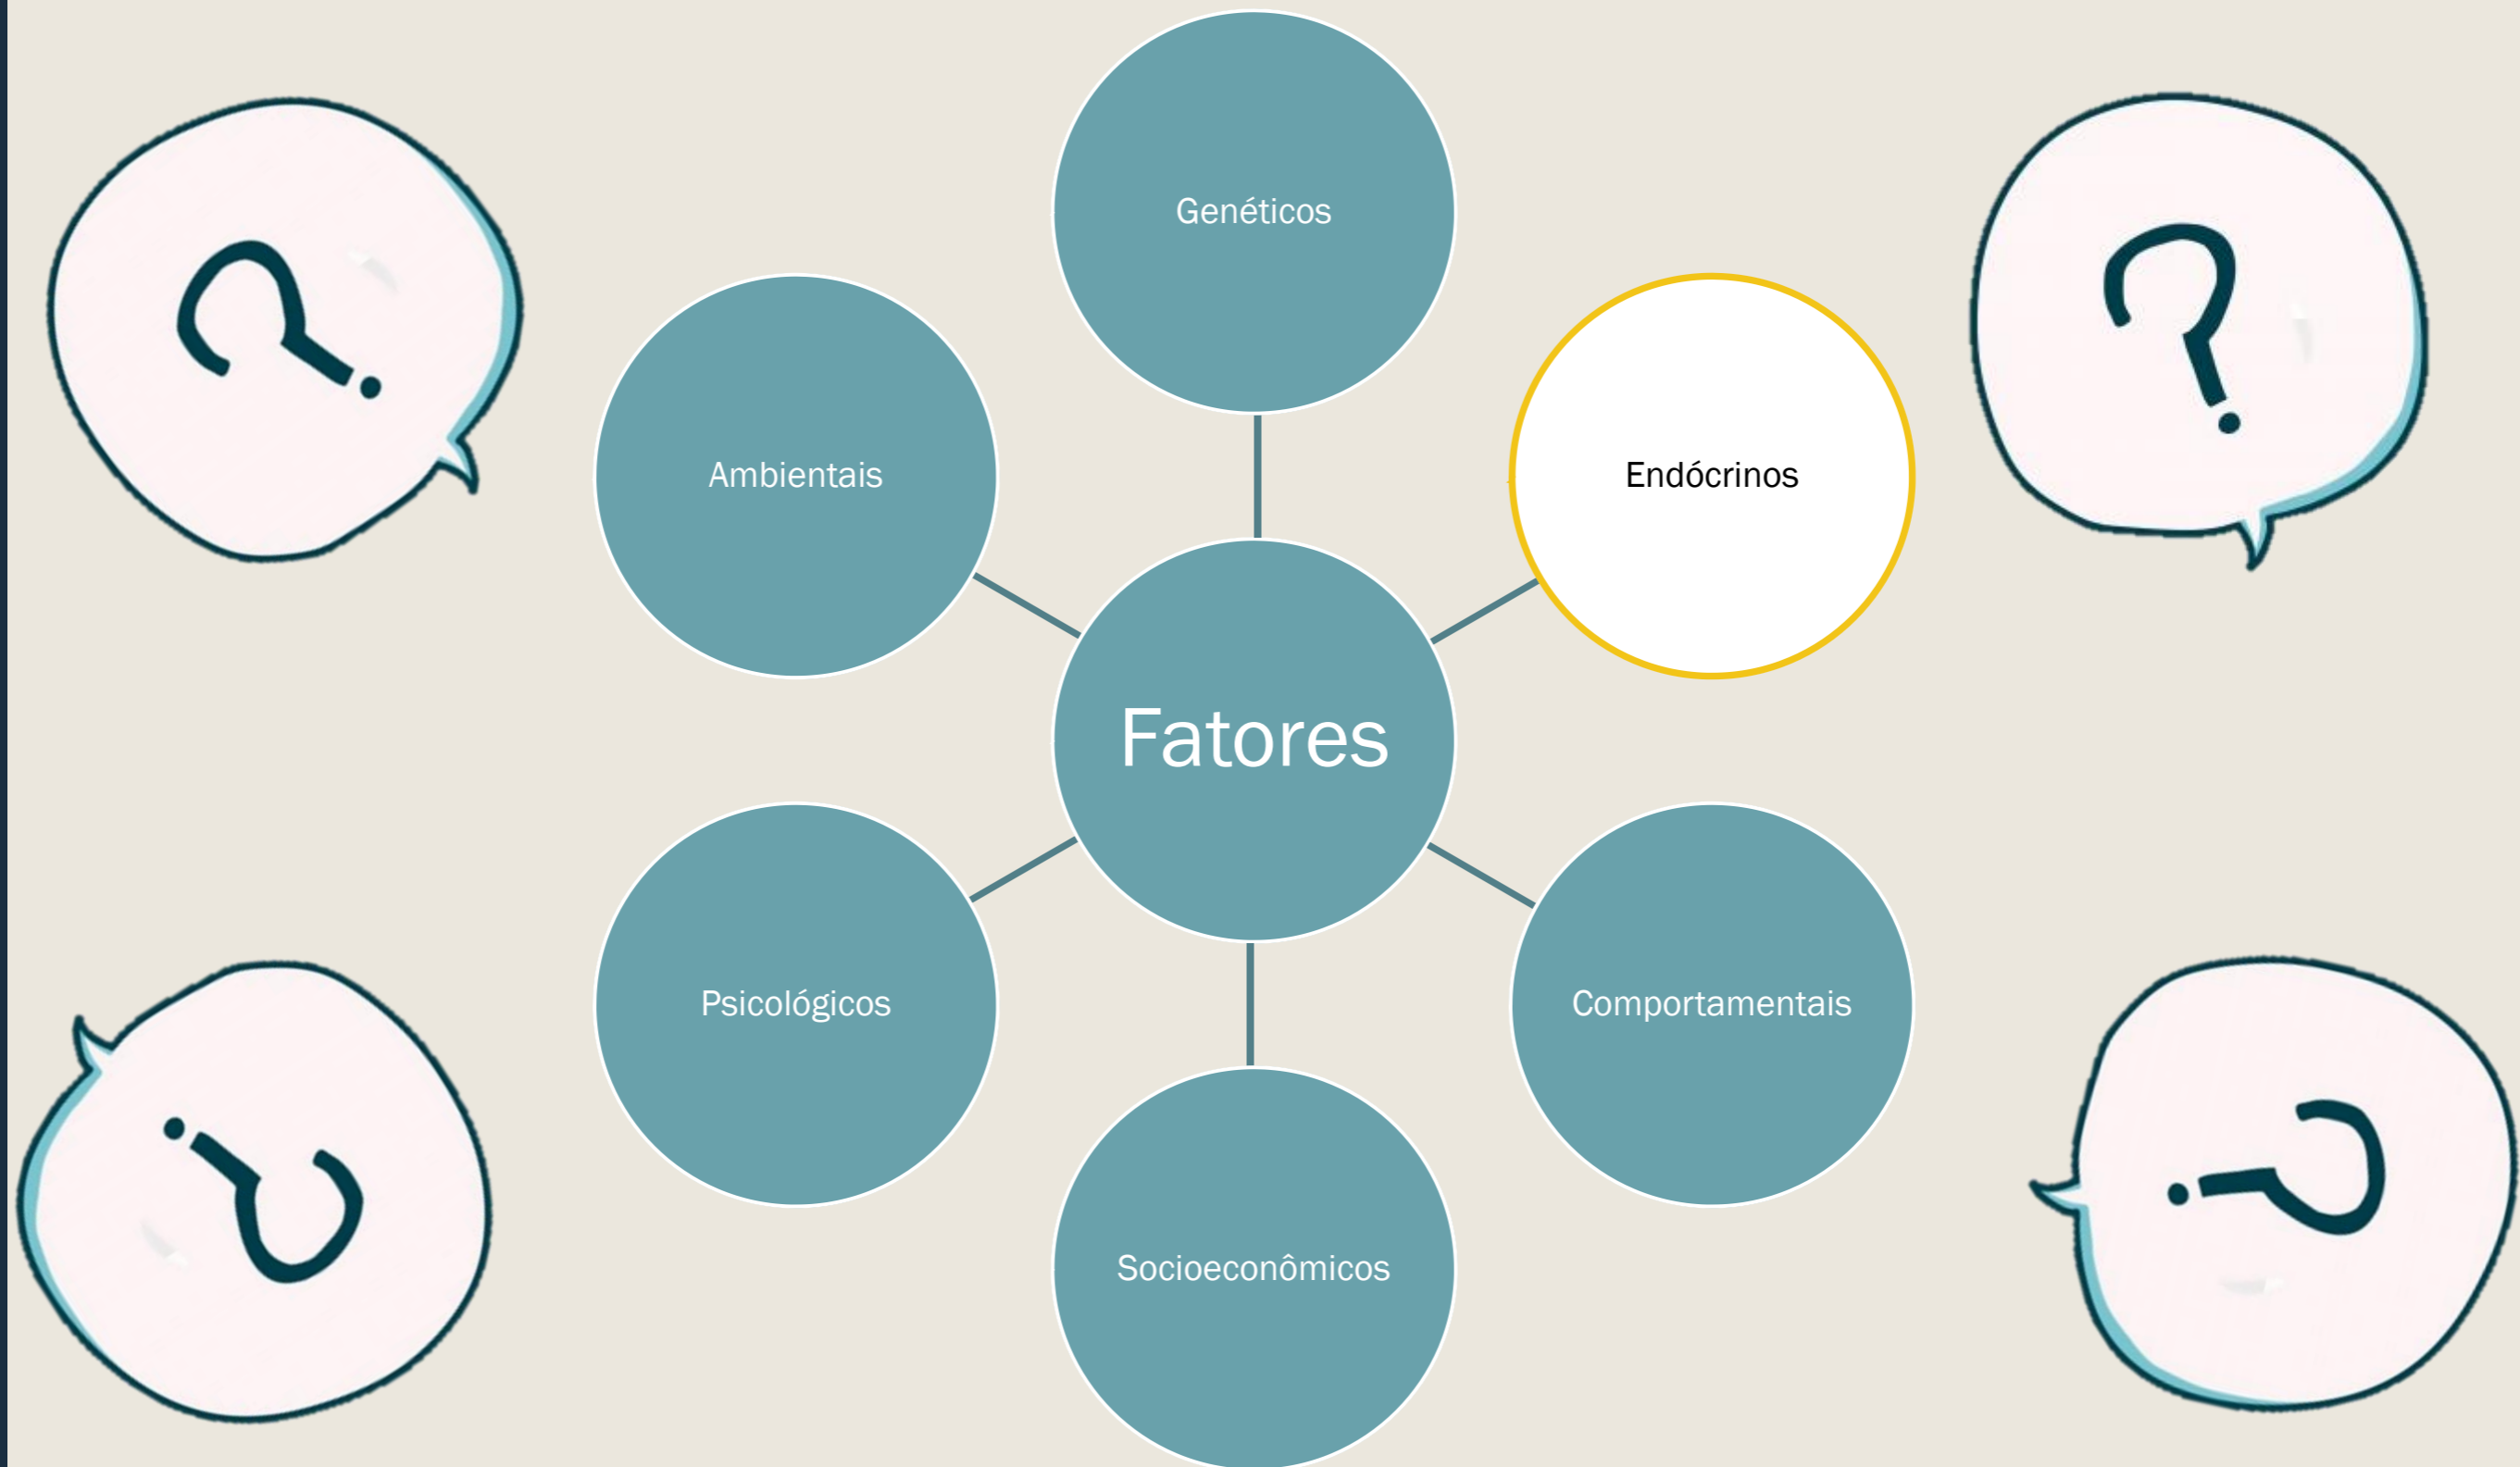 Genéticos
Ambientais
Endócrinos
Fatores
Psicológicos
Comportamentais
Socioeconômicos
?
?
?
?